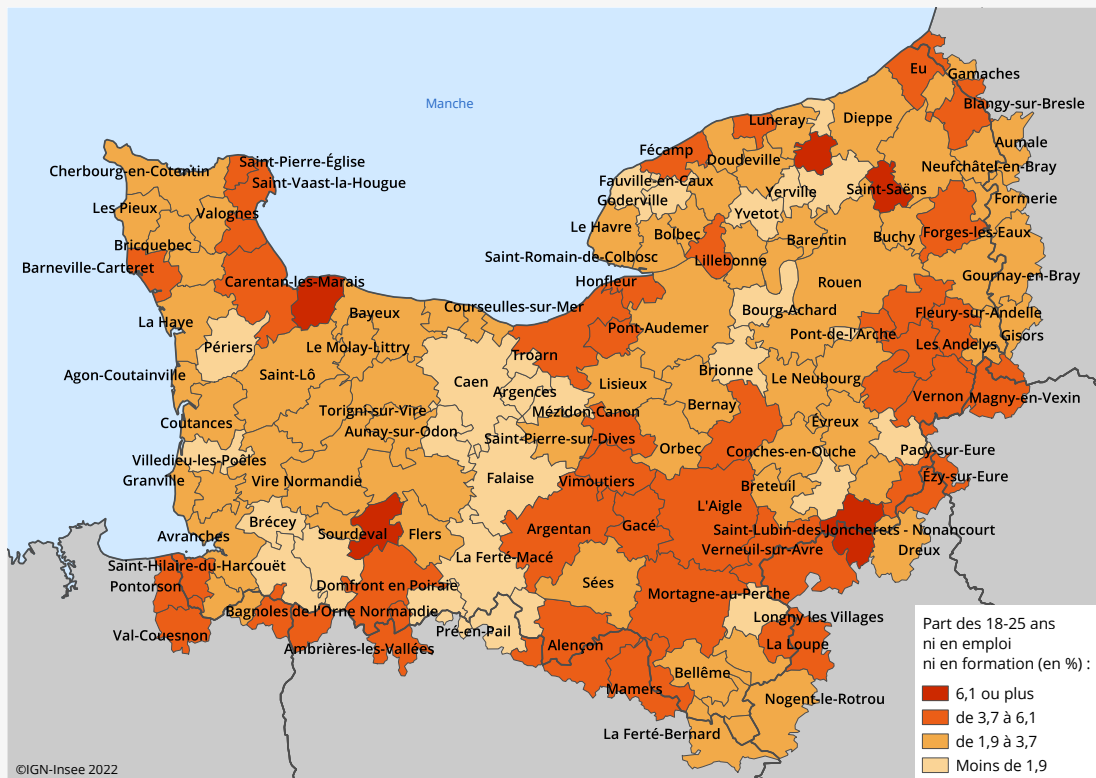 Eu
Gamaches
Manche
Blangy-sur-Bresle
Luneray
Dieppe
Aumale
Fécamp
Doudeville
Saint-Pierre-Église
Neufchâtel-en-Bray
Cherbourg-en-Cotentin
Saint-Vaast-la-Hougue
Fauville-en-Caux
Yerville
Saint-Saëns
Goderville
Formerie
Les Pieux
Valognes
Yvetot
Le Havre
Bolbec
Barentin
Buchy
Forges-les-Eaux
Bricquebec
Saint-Romain-de-Colbosc
Lillebonne
Barneville-Carteret
Gournay-en-Bray
Carentan-les-Marais
Honfleur
Rouen
Courseulles-sur-Mer
Bourg-Achard
Bayeux
Fleury-sur-Andelle
La Haye
Pont-Audemer
Pont-de-l'Arche
Gisors
Périers
Le Molay-Littry
Troarn
Les Andelys
Agon-Coutainville
Saint-Lô
Caen
Argences
Lisieux
Brionne
Le Neubourg
Vernon
Magny-en-Vexin
Torigni-sur-Vire
Mézidon-Canon
Bernay
Coutances
Aunay-sur-Odon
Saint-Pierre-sur-Dives
Évreux
Orbec
Conches-en-Ouche
Pacy-sur-Eure
Villedieu-les-Poêles
Granville
Vire Normandie
Falaise
Vimoutiers
Breteuil
Ézy-sur-Eure
L'Aigle
Brécey
Sourdeval
Flers
Argentan
Gacé
Saint-Lubin-des-Joncherets - Nonancourt
Avranches
La Ferté-Macé
Verneuil-sur-Avre
Dreux
Saint-Hilaire-du-Harcouët
Pontorson
Domfront en Poiraie
Sées
Mortagne-au-Perche
Bagnoles de l'Orne Normandie
Longny les Villages
Val-Couesnon
Pré-en-Pail
Alençon
La Loupe
Ambrières-les-Vallées
Bellême
Mamers
Nogent-le-Rotrou
La Ferté-Bernard
Part des 18-25 ans
ni en emploi
ni en formation (en %) :
6,1 ou plus
de 3,7 à 6,1
de 1,9 à 3,7
Moins de 1,9
©IGN-Insee 2022